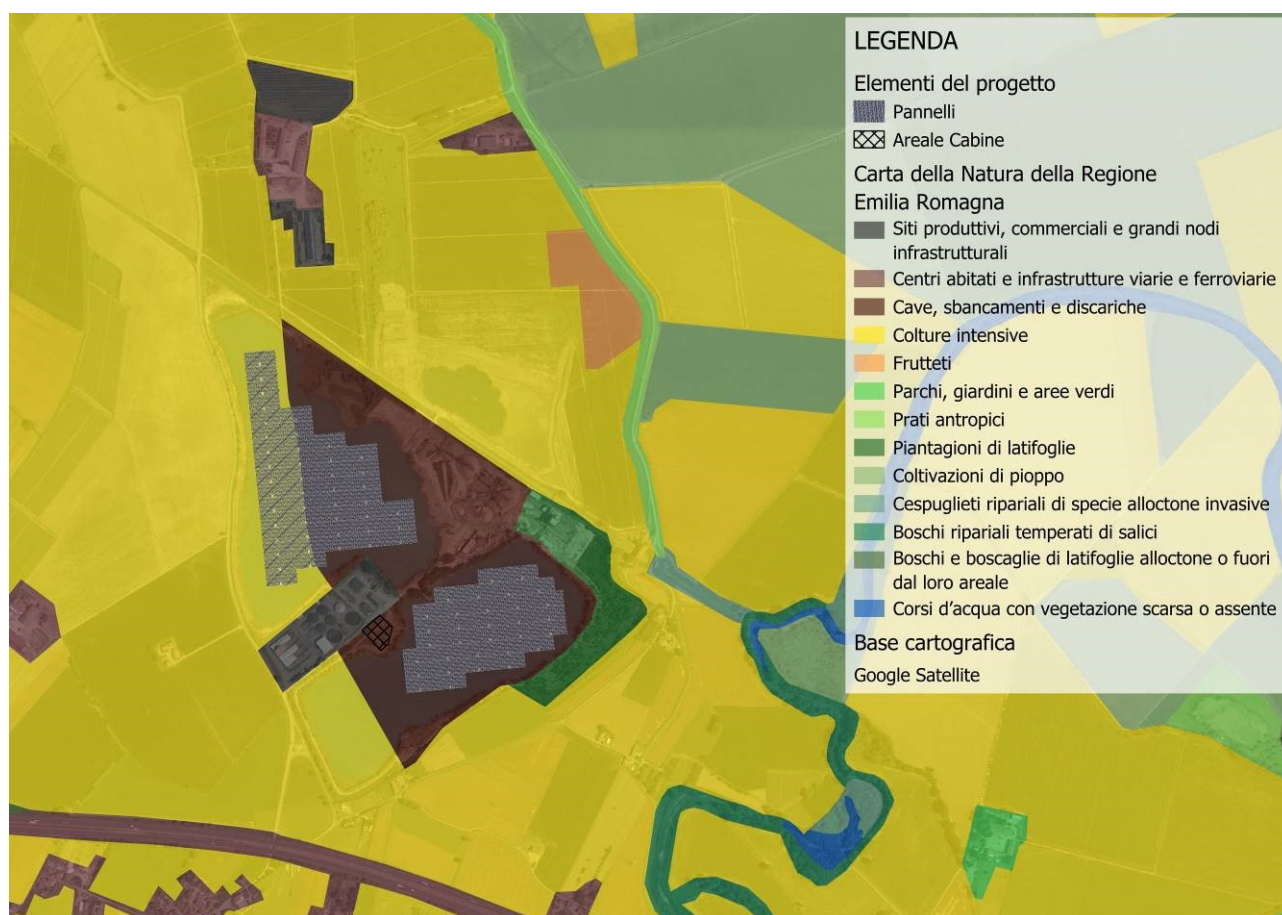 LEGENDA
Elementi del progetto
Pannelli
Areale Cabine
Carta della Natura della Regione
Emilia Romagna
Siti produttivi, commerciali e grandi nodi
infrastrutturali
Centri abitati e infrastrutture viarie e ferroviarie
Cave, sbancamenti e discariche
Colture intensive
Frutteti
Parchi, giardini e aree verdi
Prati antropici
Piantagioni di latifoglie
Coltivazioni di pioppo
Cespuglieti ripariali di specie alloctone invasive
Boschi ripariali temperati di salici
Boschi e boscaglie di latifoglie alloctone o fuori
dal loro areale
Corsi d'acqua con vegetazione scarsa o assente
Base cartografica
Google Satellite